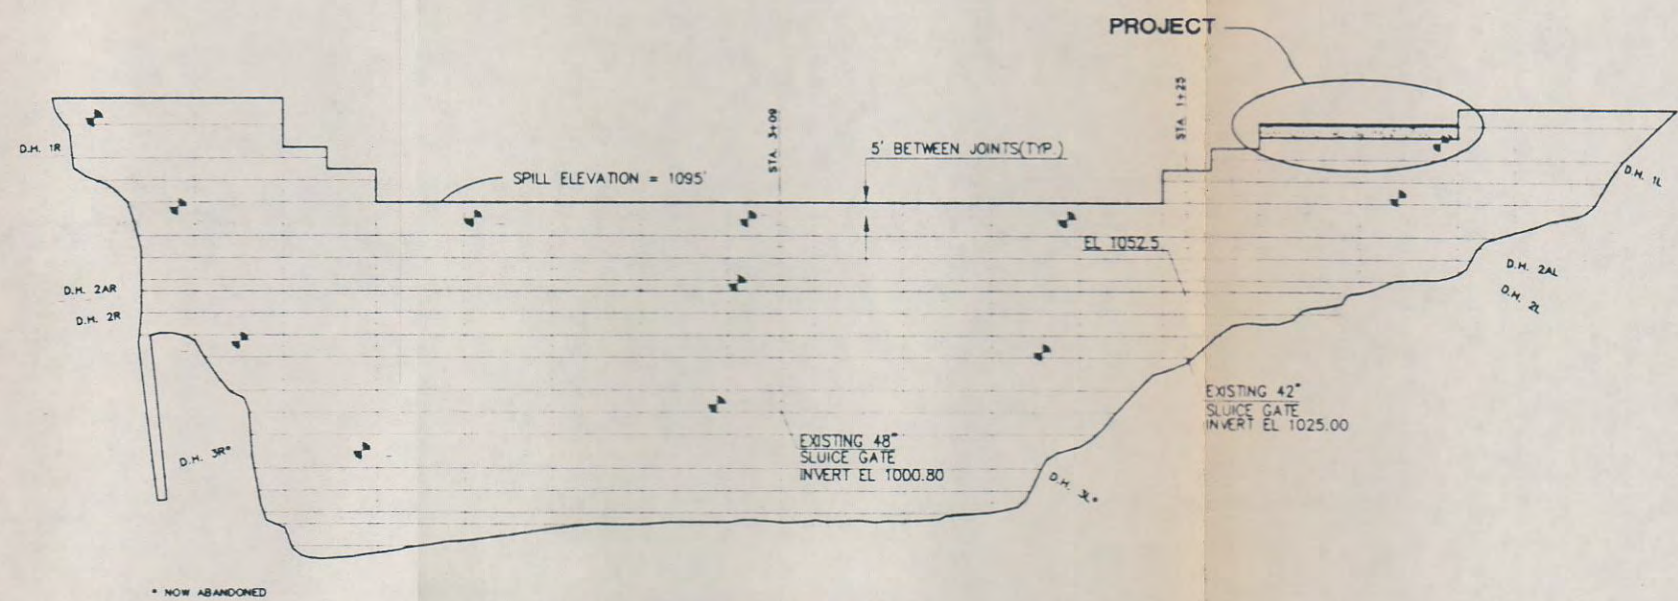 PROJECT
STA. 3+09
STA. 1+25
D.H. 1R
5' BETWEEN JOINTS(TYP.)
SPILL ELEVATION = 1095'
D.H. 1L
EL 1052.5
D.H. 2AR
D.H. 2AL
D.H. 2R
D.H. 2L
EXISTING 42"
SLUICE GATE
INVERT EL 1025.00
EXISTING 48"
SLUICE GATE
INVERT EL 1000.80
D.H. 3R*
D.H. 3L*
* NOW ABANDONED